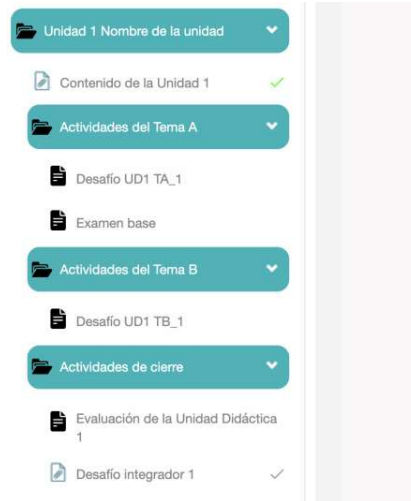 Unidad 1 Nombre de la unidad
Contenido de la Unidad 1
Actividades del Tema A
Desafío UD1 TA_1
Examen base
Actividades del Tema B
Desafío UD1 TB_1
Actividades de cierre
Evaluación de la Unidad Didáctica
1
Desafío integrador 1